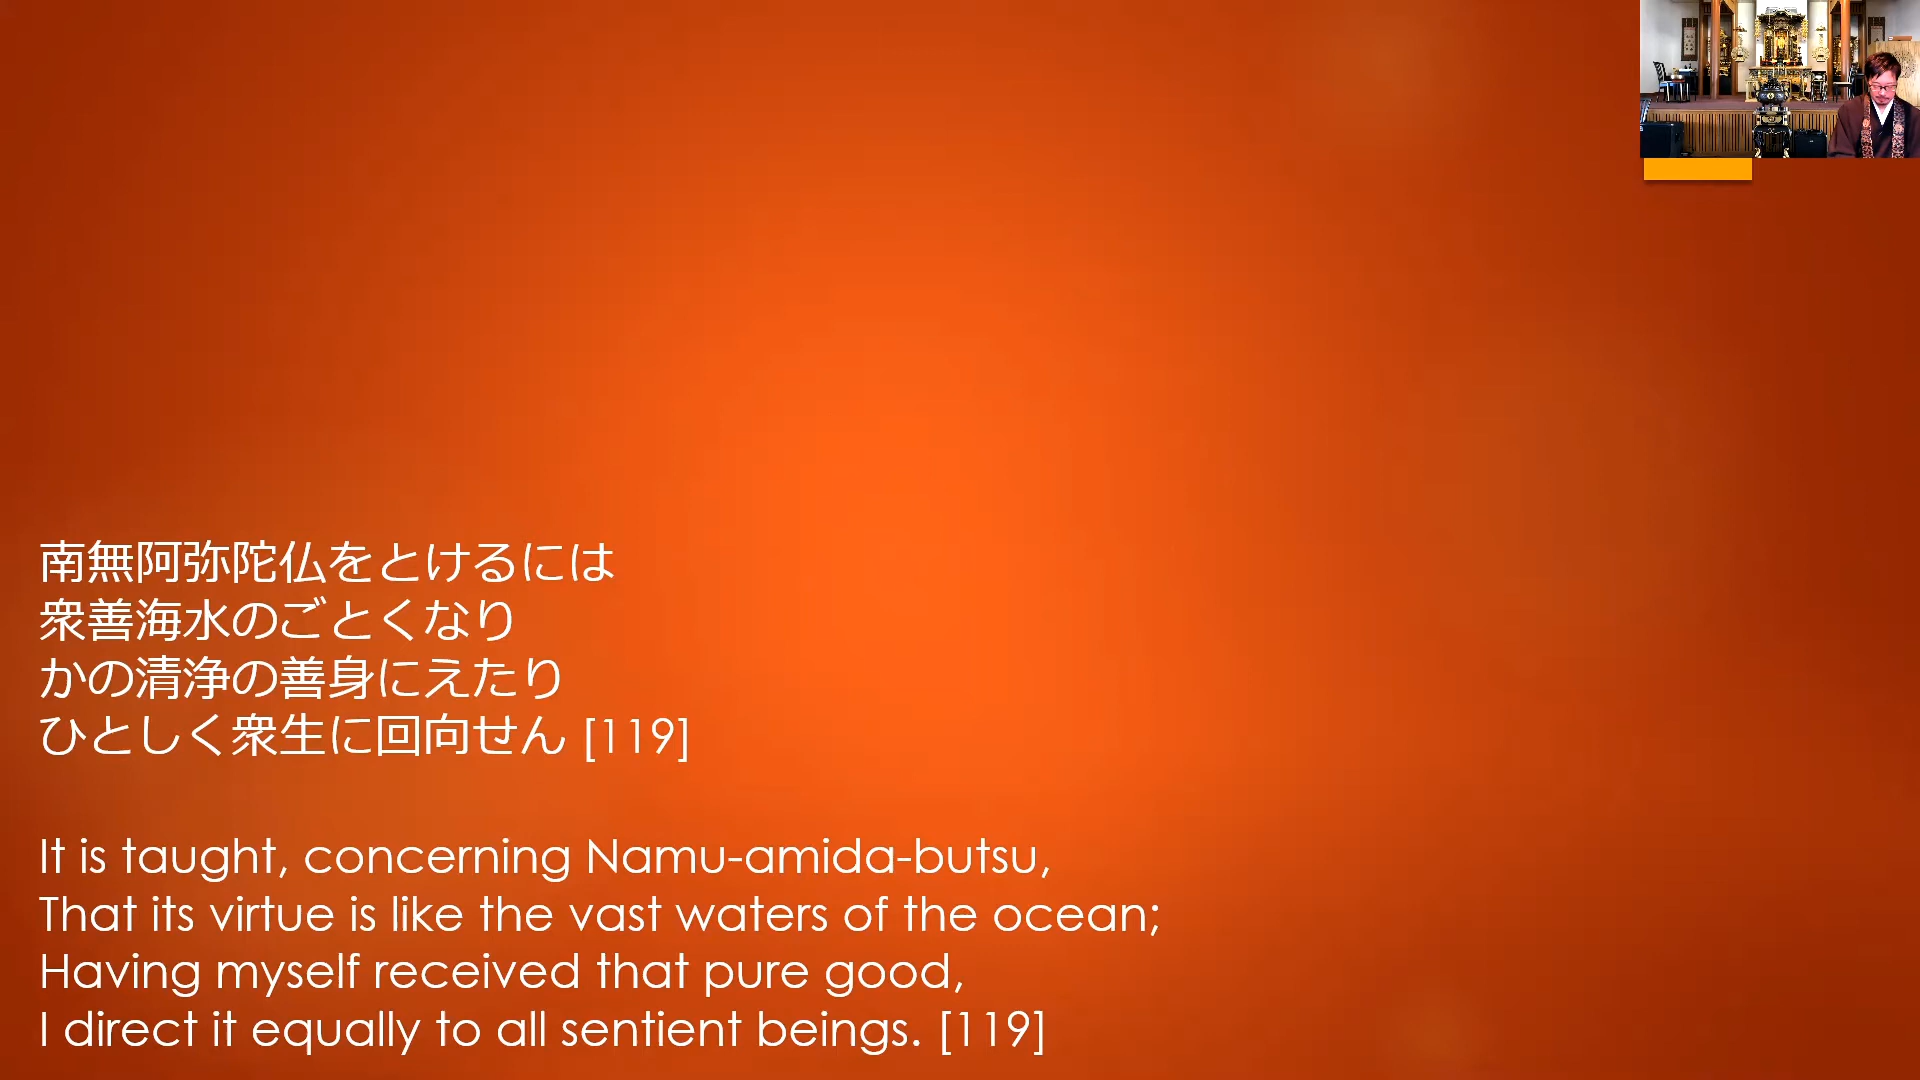 南無阿弥陀仏をとけるには
衆善海水のごとくなり
かの清浄の善身にえたり
ひとしく衆生に回向せん [119]
It is taught, concerning Namu-amida-butsu,
That its virtue is like the vast waters of the ocean;
Having myself received that pure good,
I direct it equally to all sentient beings. [119]